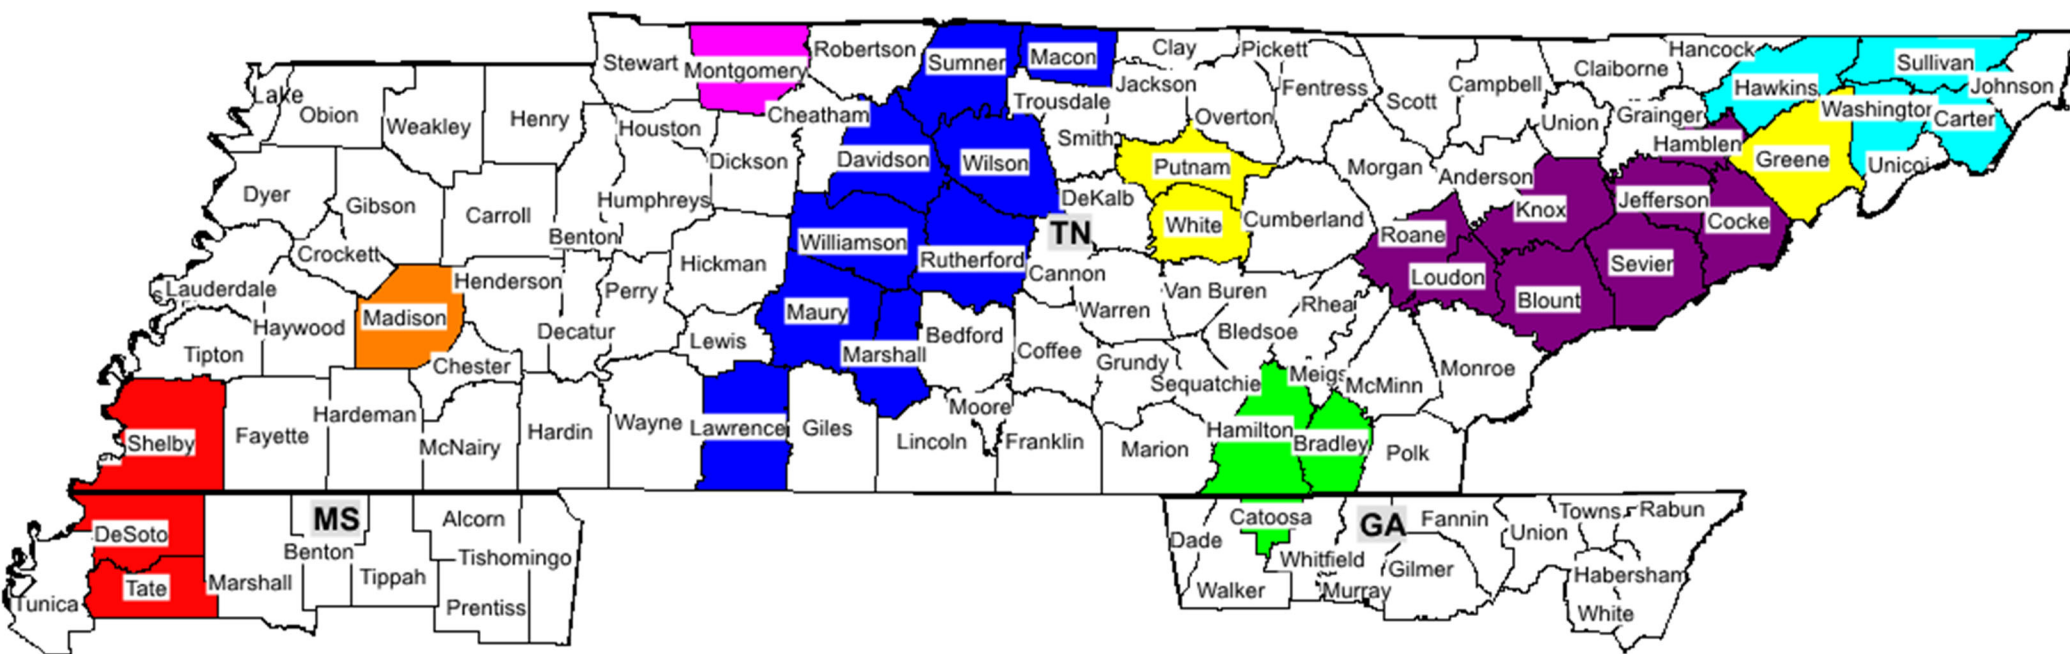 Stewart
Montgomery
Robertson
Sumner
Macon
Clay
Pickett
Hancock
Sullivan
Lake
Obion
Weakley
Henry
Houston
Cheatham
Trousdale
Jackson
Overton
Fentress
Scott
Campbell
Claiborne
Union
Grainger
Hawkins
Washington
Carter
Johnson
Dyer
Gibson
Carroll
Benton
Humphreys
Dickson
Davidson
Wilson
Smith
Putnam
DeKalb
White
Cumberland
Morgan
Anderson
Knox
Hamblen
Jefferson
Greene
Unicoi
Cocke
Crockett
Hickman
Williamson
Rutherford
TN
Cannon
Roane
Loudon
Blount
Sevier
Lauderdale
Haywood
Madison
Henderson
Decatur
Perry
Lewis
Maury
Marshall
Bedford
Coffee
Warren
Van Buren
Rhea
Bledsoe
Grundy
Sequatchie
Meigs
McMinn
Monroe
Tipton
Chester
Shelby
Fayette
Hardeman
McNairy
Hardin
Wayne
Lawrence
Giles
Lincoln
Moore
Franklin
Marion
Hamilton
Bradley
Polk
DeSoto
MS
Alcorn
Benton
Tishomingo
Tunica
Tate
Marshall
Tippah
Prentiss
Catoosa
GA
Fannin
Union
Towns
Rabun
Dade
Whitfield
Gilmer
Habersham
Walker
Murray
White